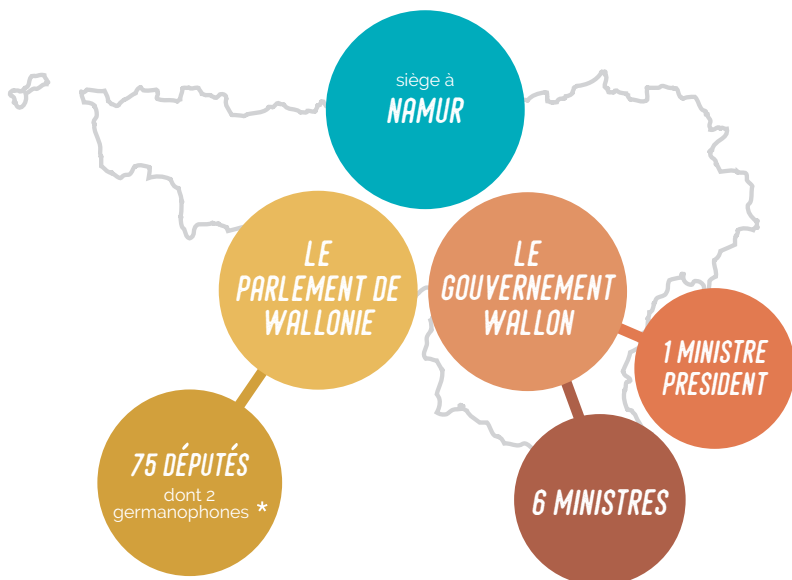 siège à
NAMUR
LE
PARLEMENT DE
WALLONIE
LE
GOUVERNEMENT
WALLON
1 MINISTRE
PRESIDENT
75 DÉPUTÉS
dont 2
germanophones *
6 MINISTRES